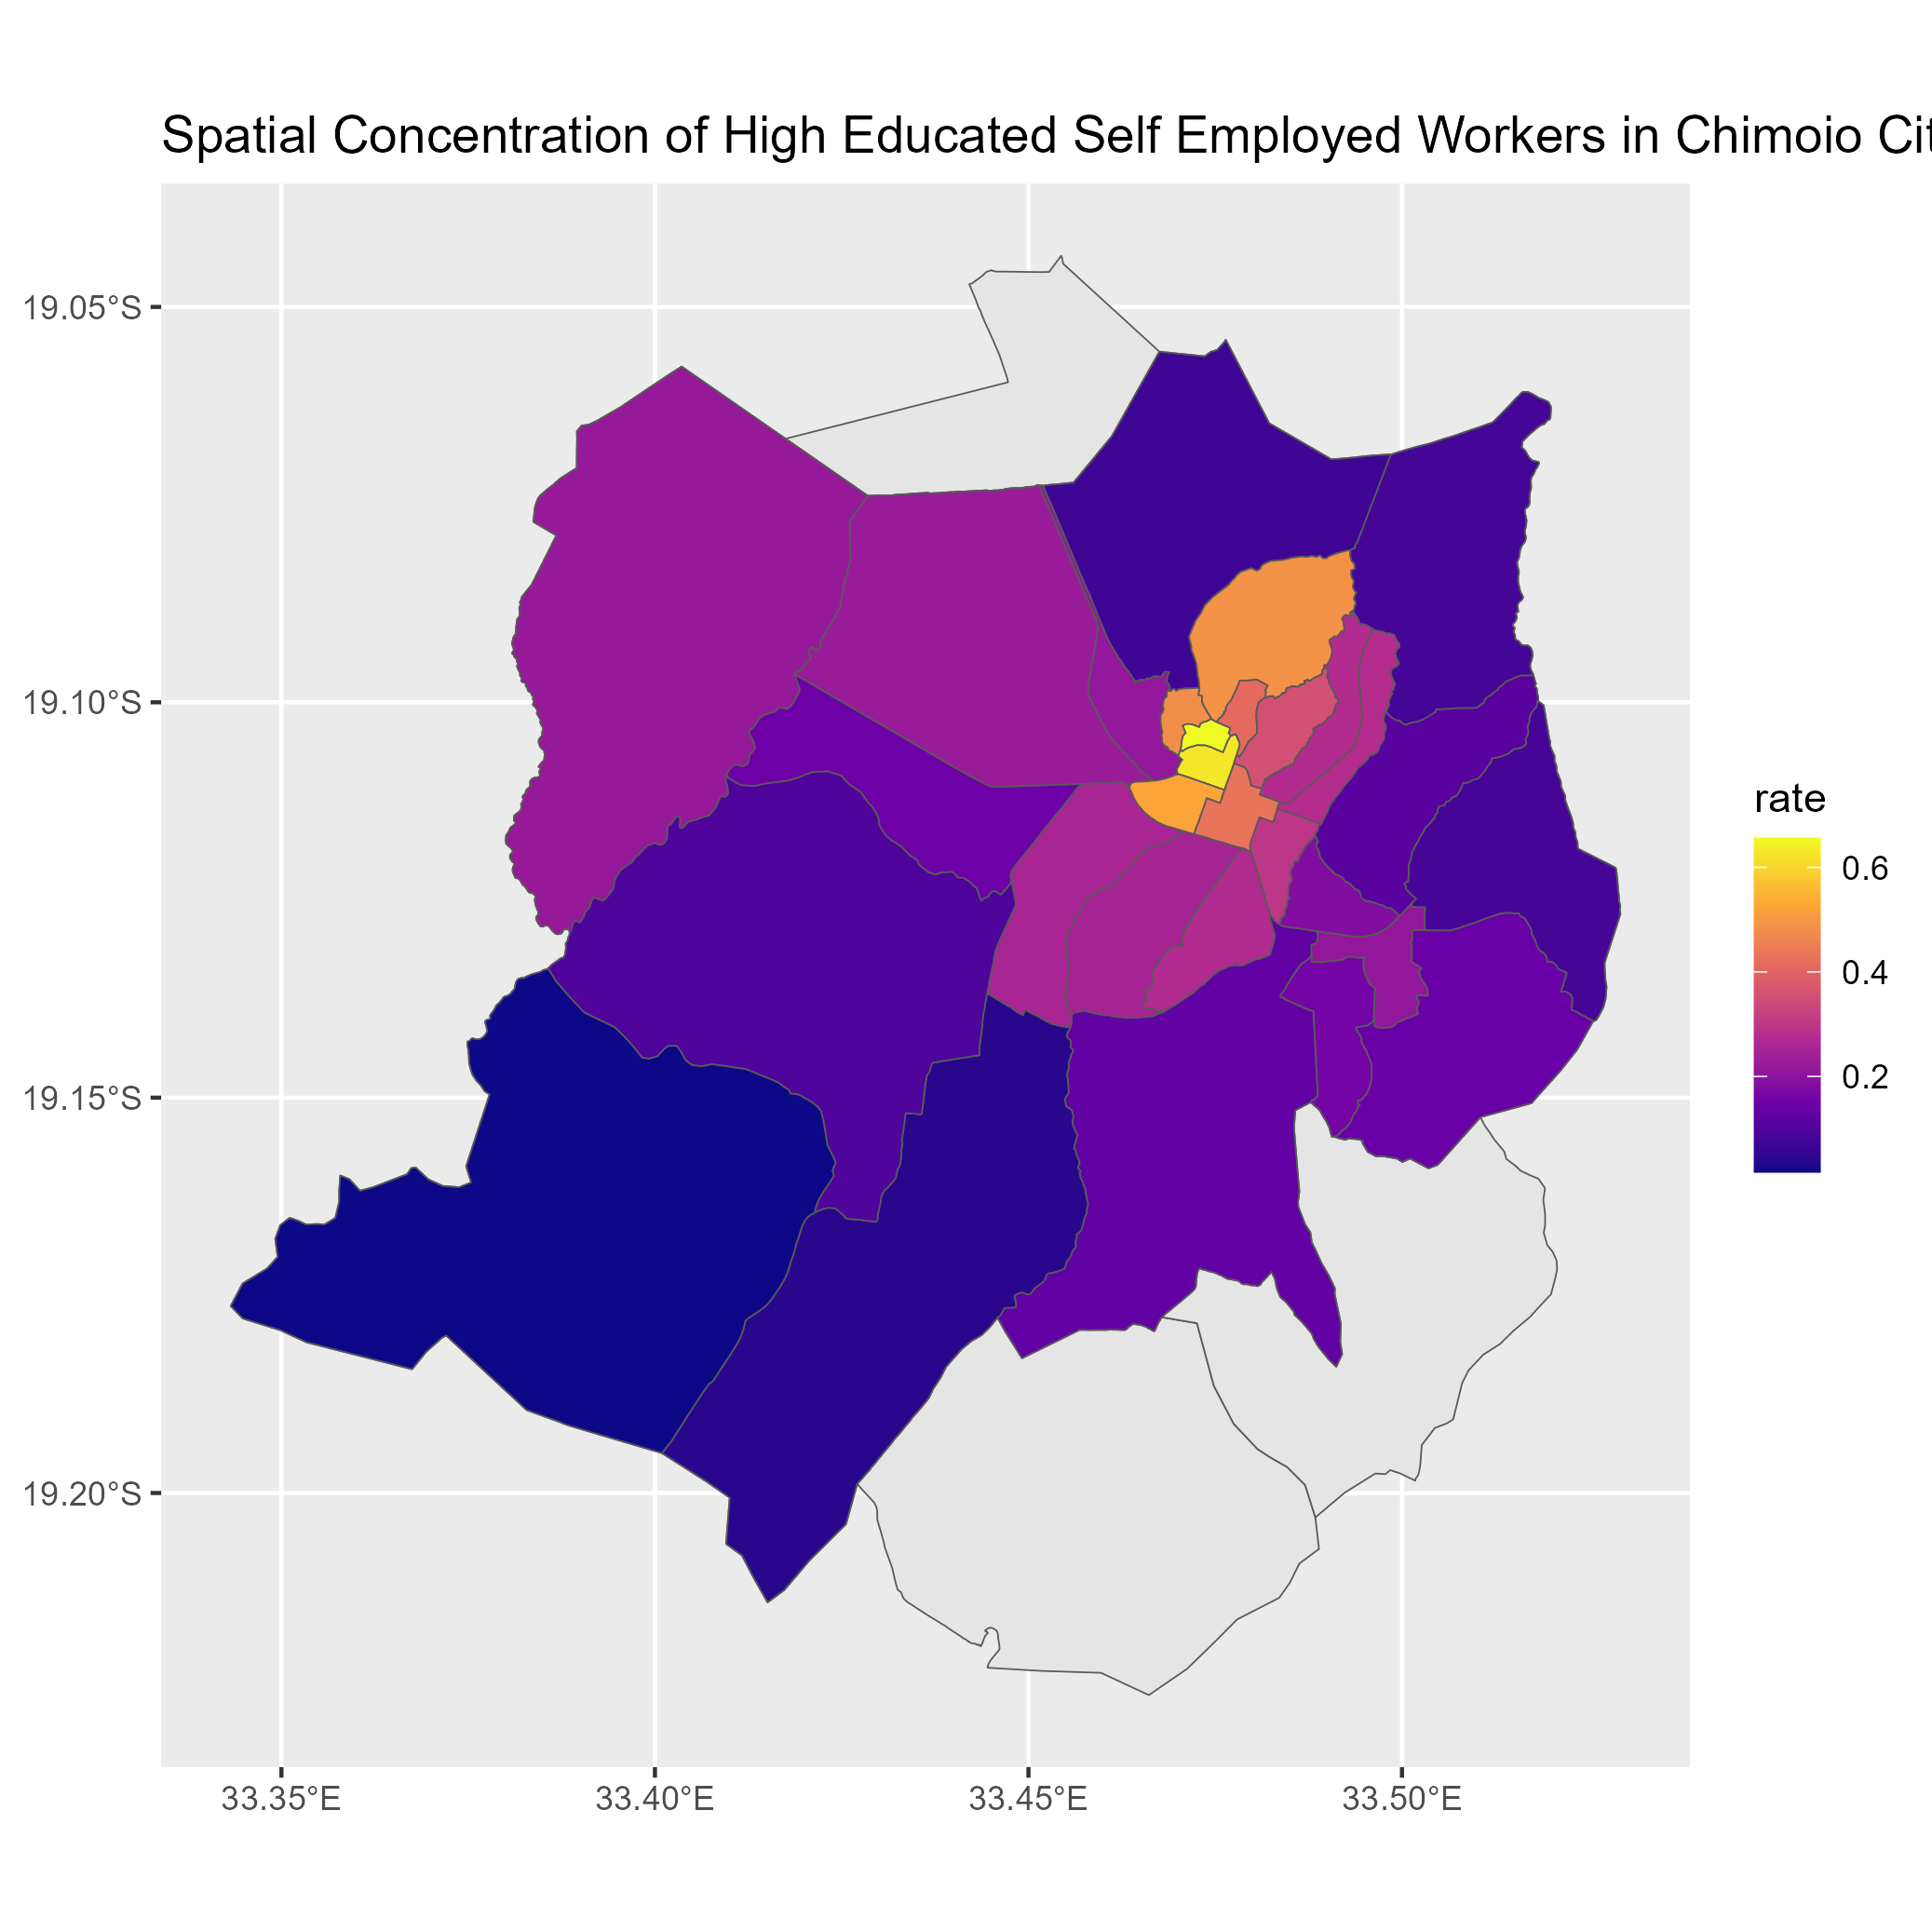 Spatial Concentration of High Educated Self Employed Workers in Chimoio Cit
19.05°S
19.10°S
19.15°S
19.20°S
33.35°E
33.40°E
33.45°E
33.50°E
rate
0.6
0.4
0.2